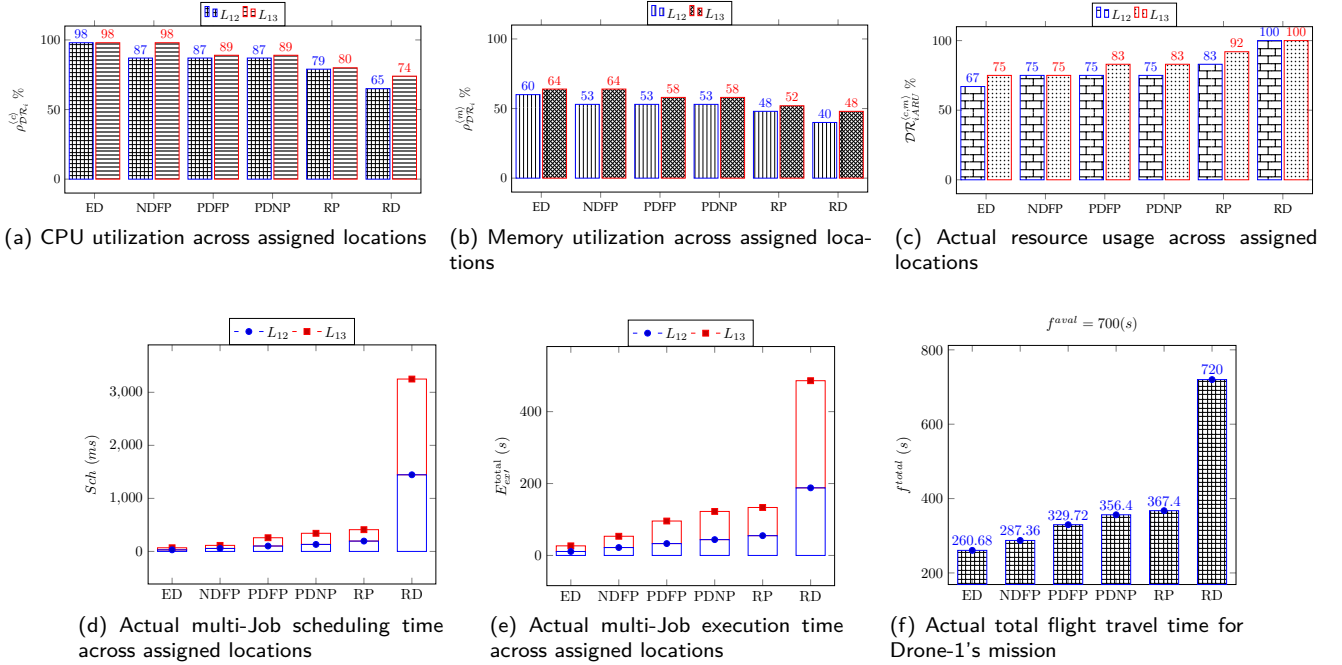 L12 L13
ρ⟨c⟩DRi %
100
50
0
98 98 87 98 87 89 87 89 79 80 65 74
ED NDFP PDFP PDNP RP RD
(a) CPU utilization across assigned locations
L12 L13
ρ⟨m⟩DRi %
100
50
0
60 64 53 64 53 58 53 58 48 52 40 48
ED NDFP PDFP PDNP RP RD
(b) Memory utilization across assigned loca-
tions
L12 L13
DR⟨c,m⟩iARU %
100
50
0
67 75 75 75 75 83 75 83 83 92 100 100
ED NDFP PDFP PDNP RP RD
(c) Actual resource usage across assigned
locations
L12 L13
Sch (ms)
3,000
2,000
1,000
0
ED NDFP PDFP PDNP RP RD
(d) Actual multi-Job scheduling time
across assigned locations
L12 L13
Etotalex′ (s)
400
200
0
ED NDFP PDFP PDNP RP RD
(e) Actual multi-Job execution time
across assigned locations
faval = 700(s)
ftotal (s)
800
600
400
200
260.68 287.36 329.72 356.4 367.4 720
ED NDFP PDFP PDNP RP RD
(f) Actual total flight travel time for
Drone-1's mission